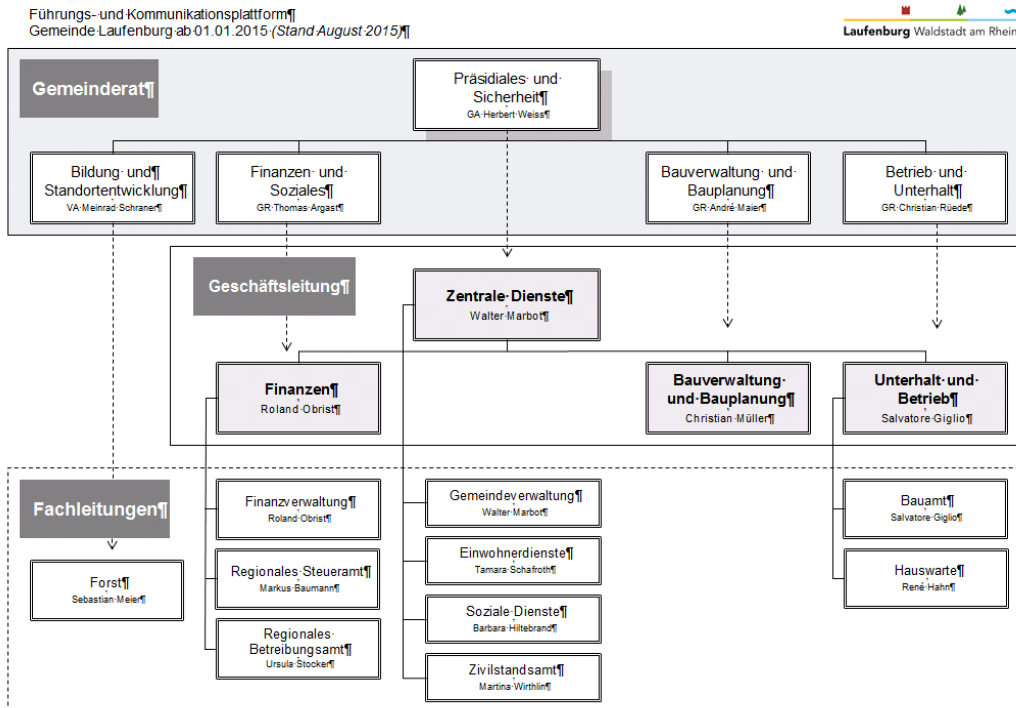 Führungs- und Kommunikationsplattform¶
Gemeinde Laufenburg ab 01.01.2015 (Stand August 2015)¶
Laufenburg Waldstadt am Rhein
Gemeinderat¶
Präsidiales und
Sicherheit¶
GA Herbert Weiss¶
Bildung und¶
Standortentwicklung¶
VA Meinrad Schraner¶
Finanzen und
Soziales¶
GR Thomas Argast¶
Bauverwaltung und
Bauplanung¶
GR André Maier¶
Betrieb und
Unterhalt¶
GR Christian Rüede¶
Geschäftsleitung¶
Zentrale Dienste¶
Walter Marbot¶
Finanzen¶
Roland Obrist¶
Bauverwaltung
und Bauplanung¶
Christian Müller¶
Unterhalt und
Betrieb¶
Salvatore Giglio¶
Fachleitungen¶
Forst¶
Sebastian Meier¶
Finanzverwaltung¶
Roland Obrist¶
Regionales Steueramt¶
Markus Baumann¶
Regionales
Betreibungsamt¶
Ursula Stocker¶
Gemeindeverwaltung¶
Walter Marbot¶
Einwohnerdienste¶
Tamara Schafroth¶
Soziale Dienste¶
Barbara Hiltebrand¶
Zivilstandsamt¶
Martina Wirthlin¶
Bauamt¶
Salvatore Giglio¶
Hauswarte¶
René Hahn¶